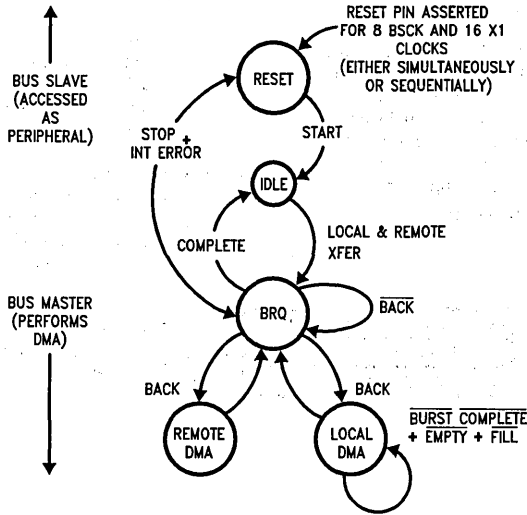 RESET PIN ASSERTED
FOR 8 BSCK AND 16 X1
CLOCKS
(EITHER SIMULTANEOUSLY
OR SEQUENTIALLY)
BUS SLAVE
(ACCESSED
AS
PERIPHERAL)
RESET
STOP +
INT ERROR
START
IDLE
COMPLETE
LOCAL & REMOTE
XFER
BUS MASTER
(PERFORMS
DMA)
BRQ
BACK
BACK
BACK
REMOTE
DMA
LOCAL
DMA
BURST COMPLETE
+ EMPTY + FILL